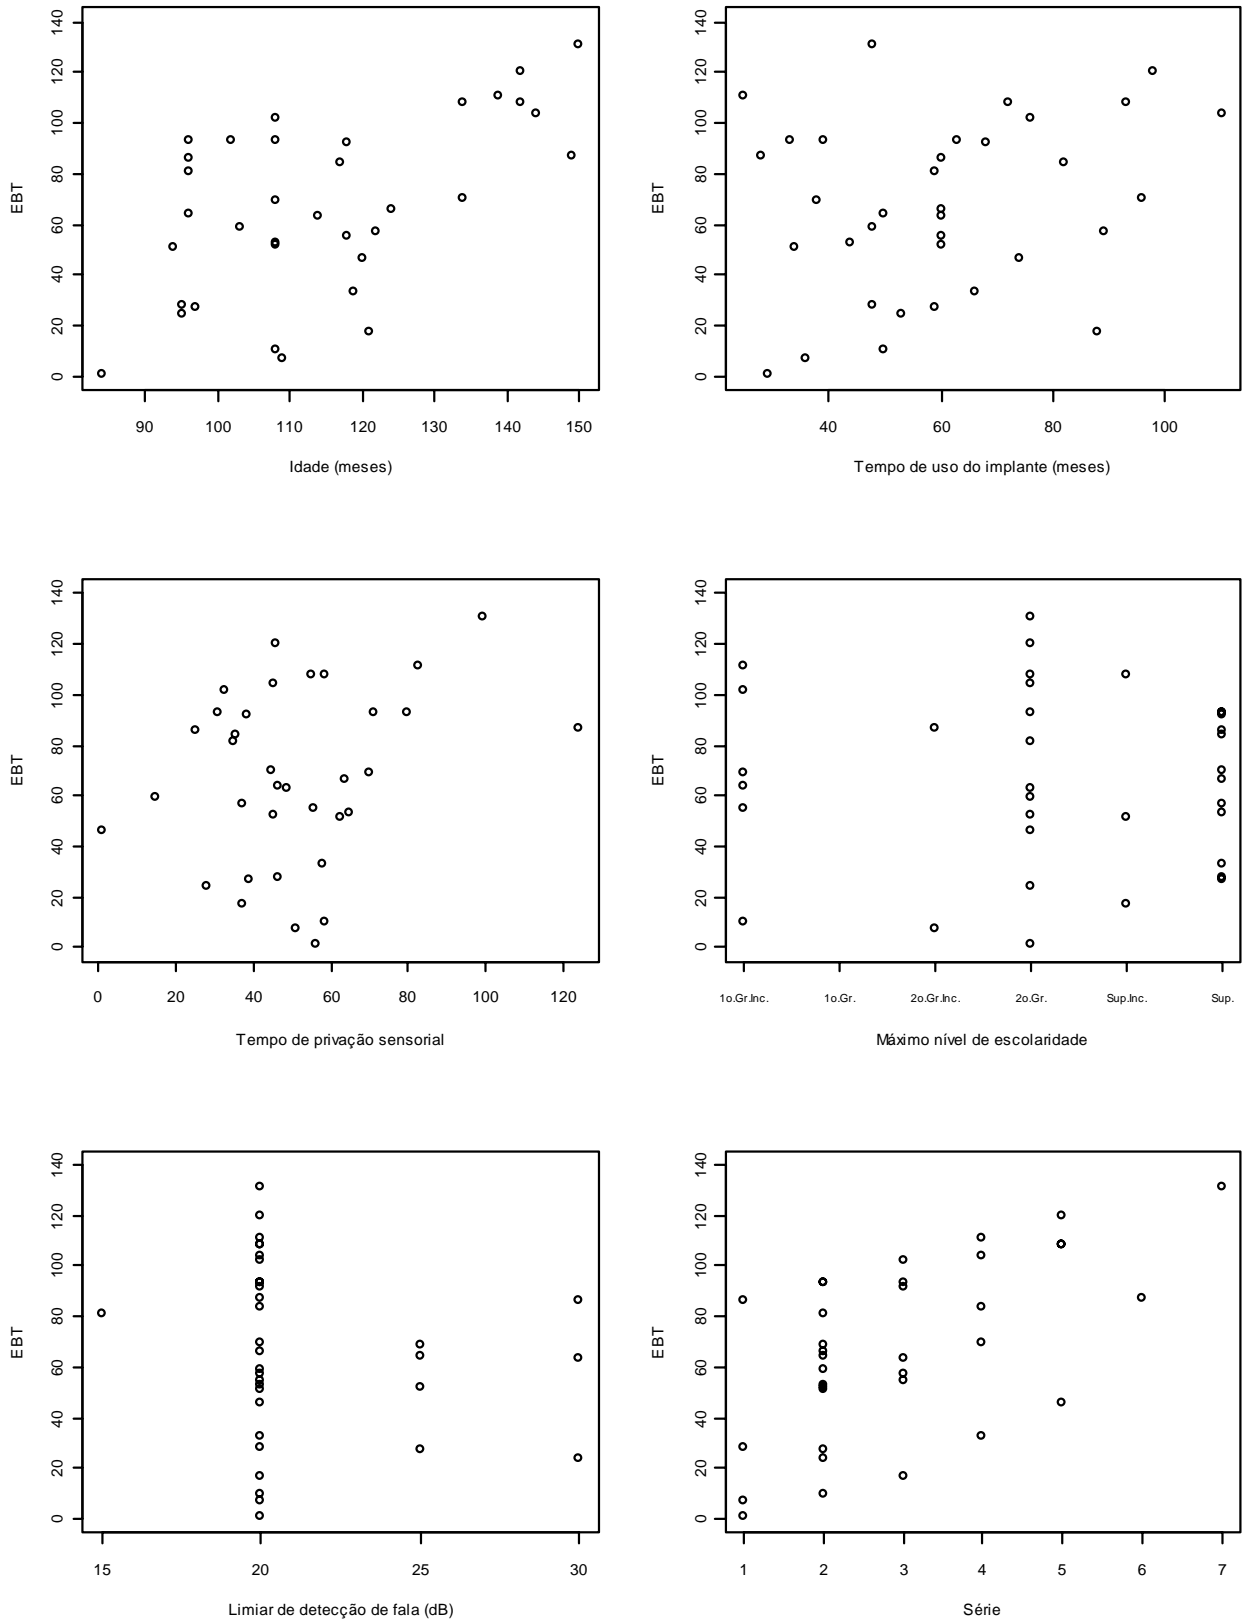 140
120
100
80
60
40
20
0
EBT
90 100 110 120 130 140 150
Idade (meses)
140
120
100
80
60
40
20
0
EBT
40 60 80 100
Tempo de uso do implante (meses)
140
120
100
80
60
40
20
0
EBT
0 20 40 60 80 100 120
Tempo de privação sensorial
140
120
100
80
60
40
20
0
EBT
1o.Gr.Inc. 1o.Gr. 2o.Gr.Inc. 2o.Gr. Sup.Inc. Sup.
Máximo nível de escolaridade
140
120
100
80
60
40
20
0
EBT
15 20 25 30
Limiar de detecção de fala (dB)
140
120
100
80
60
40
20
0
EBT
1 2 3 4 5 6 7
Série